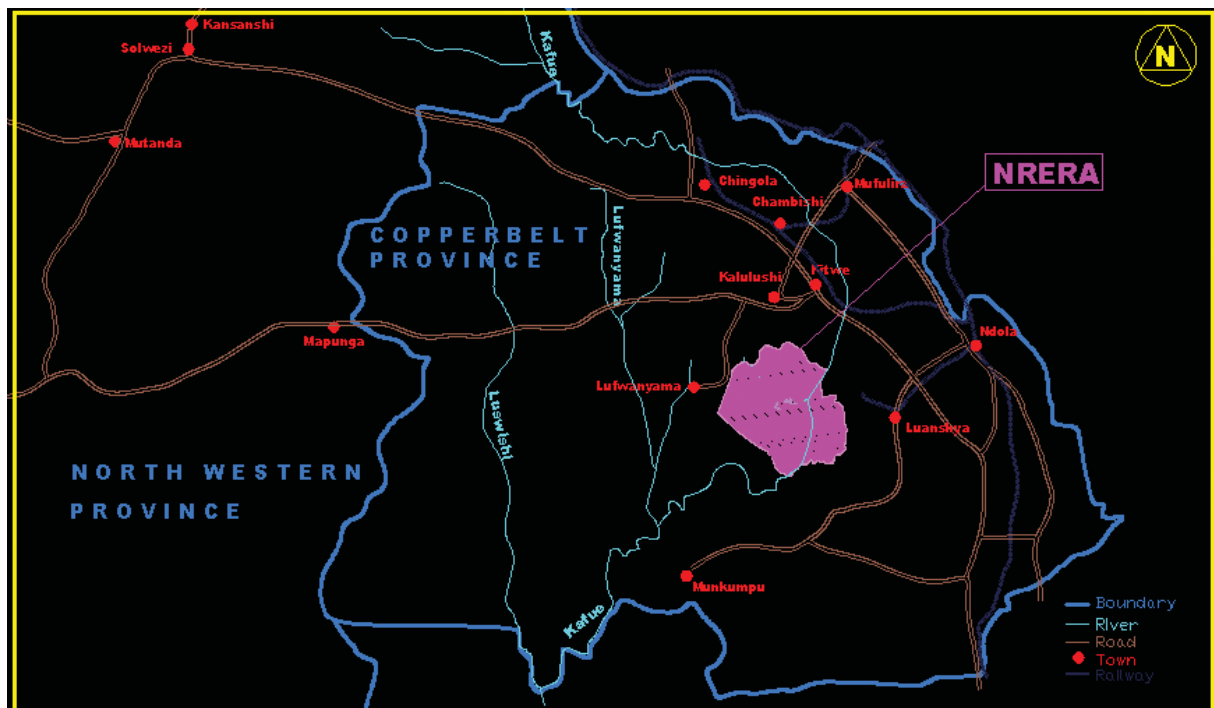 Kansanshi
Solwezi
Kafue
N
Mutanda
NRERA
Chingola
Mufulira
Chambishi
Lufwanyama
COPPERBELT
PROVINCE
Kalulushi
Kitwe
Mapunga
Ndola
Lufwanyama
Luswishi
Luanshya
NORTH WESTERN
PROVINCE
Munkumpu
Kafue
Boundary
River
Road
Town
Railway